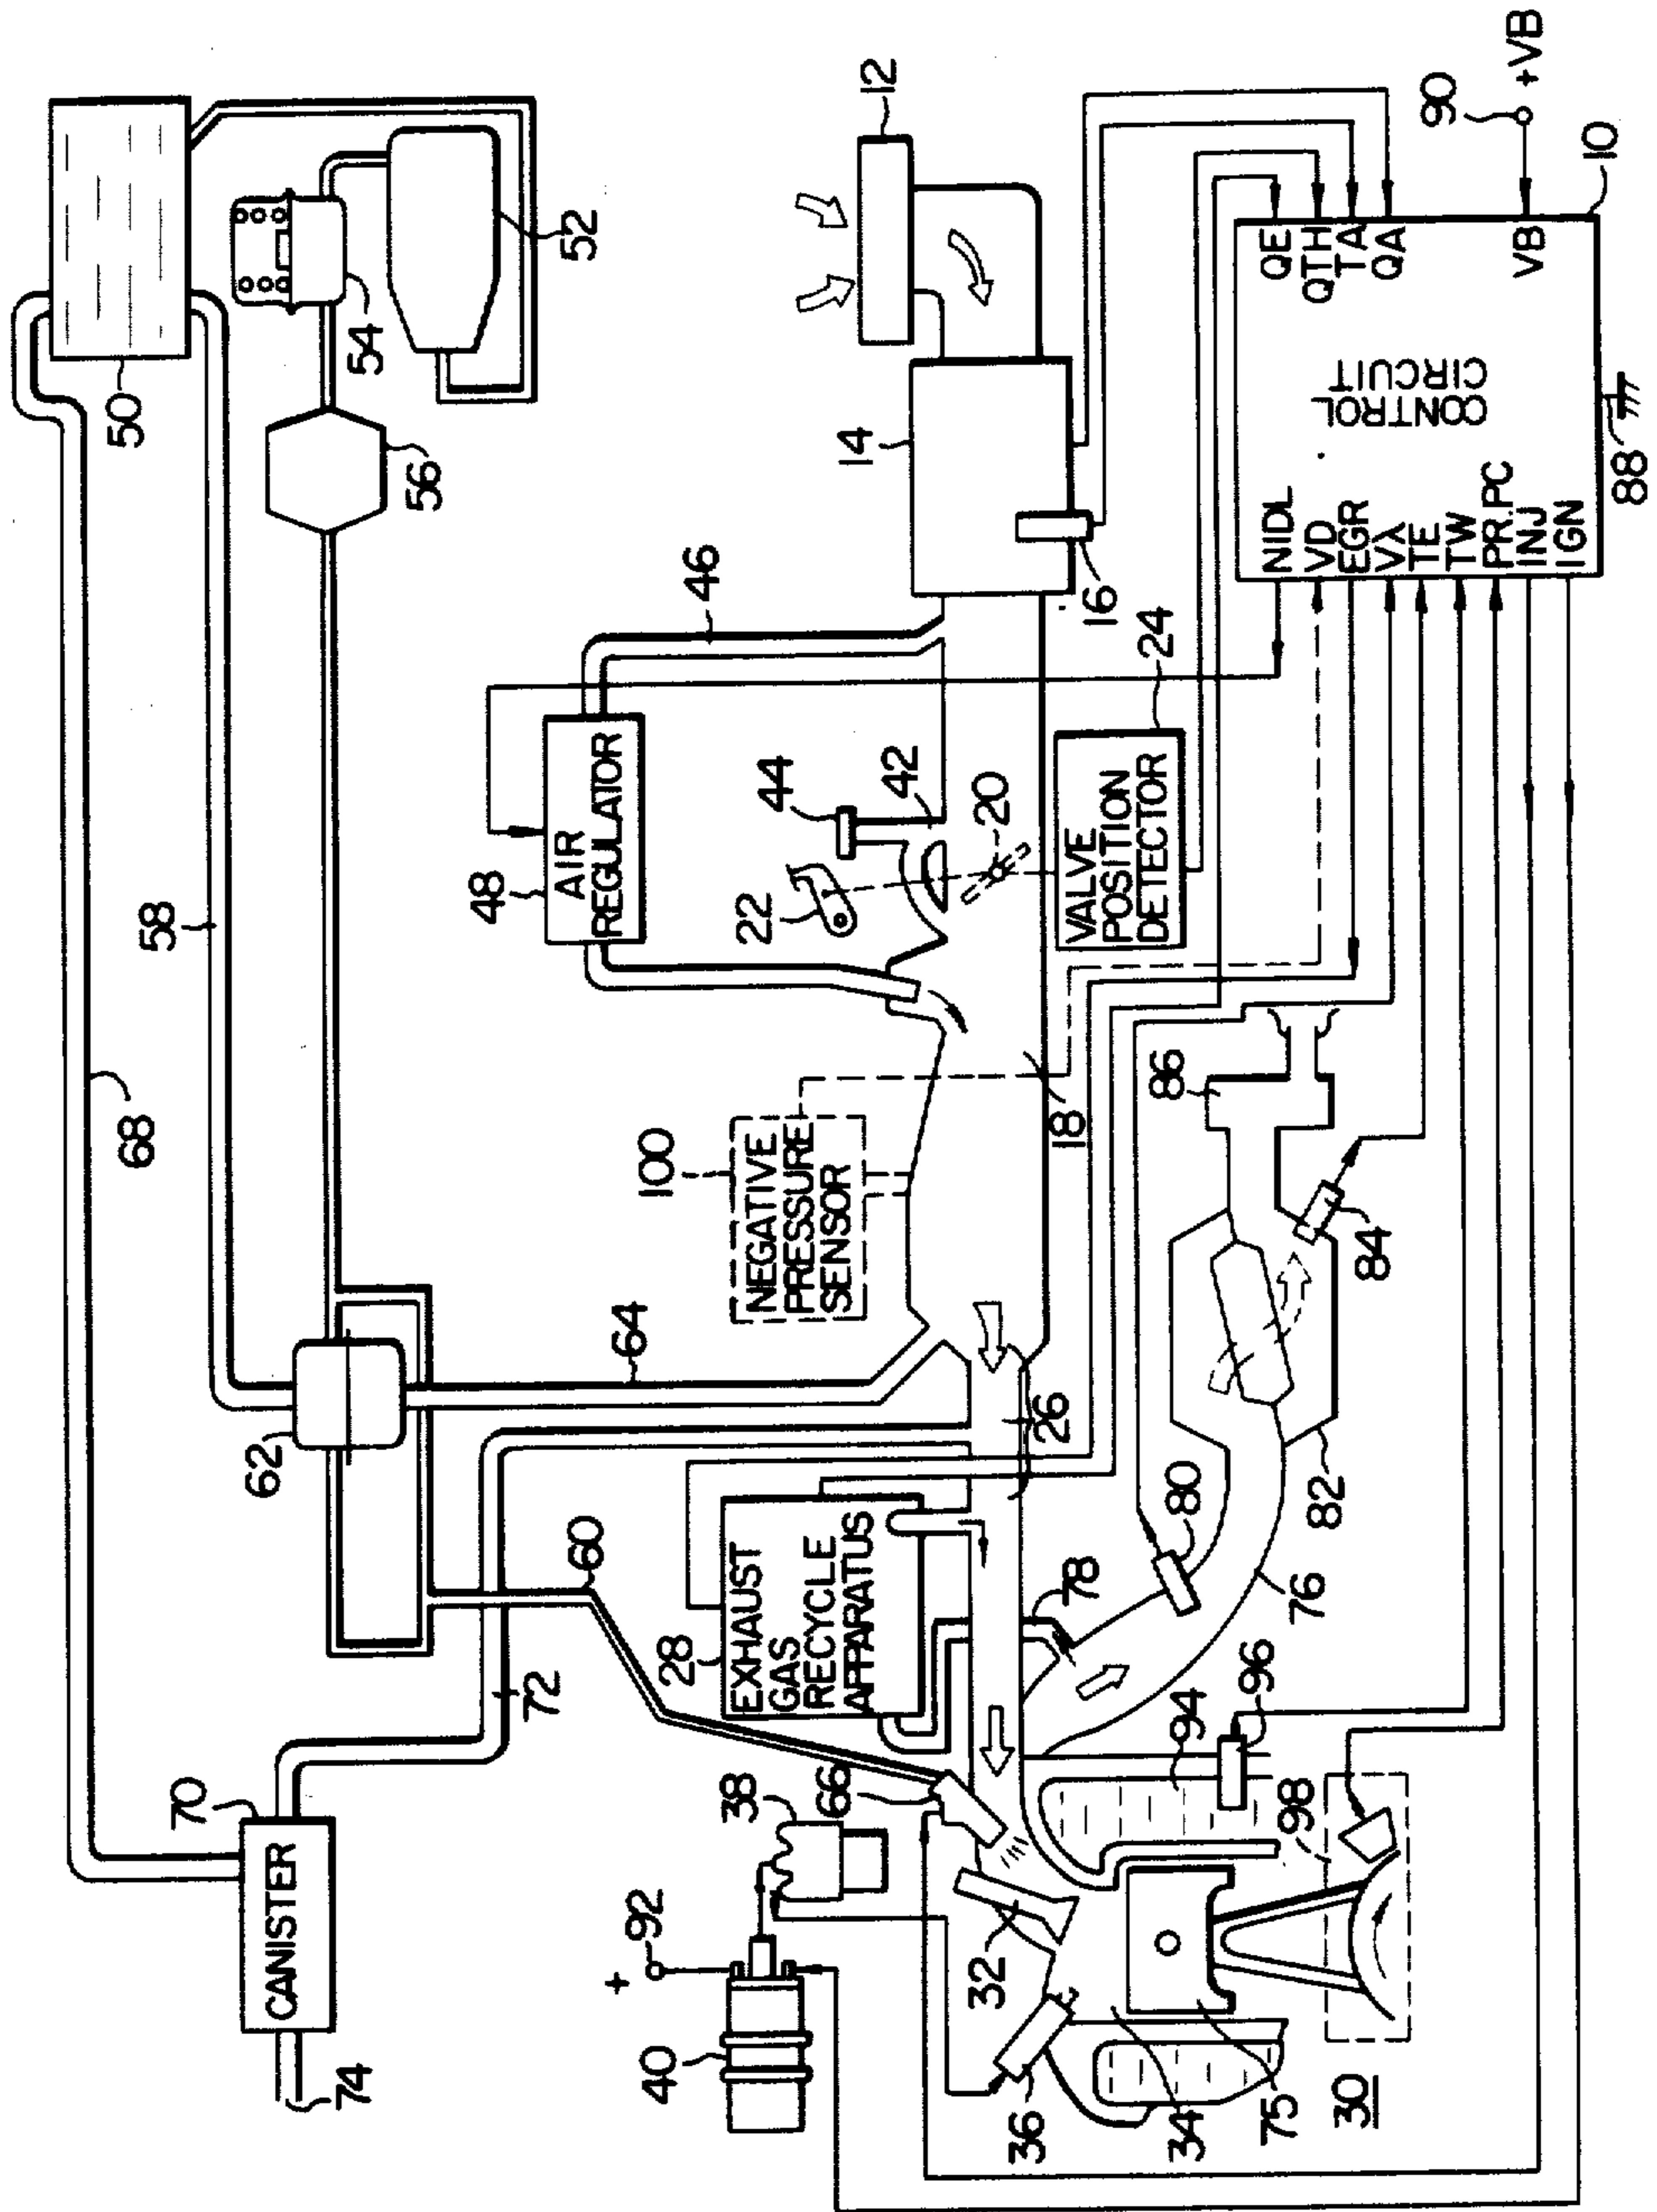 68
58
50
52
54
56
62
64
60
70
CANISTER
72
74
12
14
16
46
48
AIR
REGULATOR
44
42
22
20
24
VALVE
POSITION
DETECTOR
100
NEGATIVE
PRESSURE
SENSOR
18
26
28
EXHAUST
GAS
RECYCLE
APPARATUS
78
80
76
82
84
86
66
38
+
92
40
32
36
34
75
30
94
96
98
CONTROL
CIRCUIT
10
QE
QTH
TA
QA
VB
90
+VB
88
NIDL
VD
EGR
Vλ
TE
TW
PR.PC
INJ
IGN